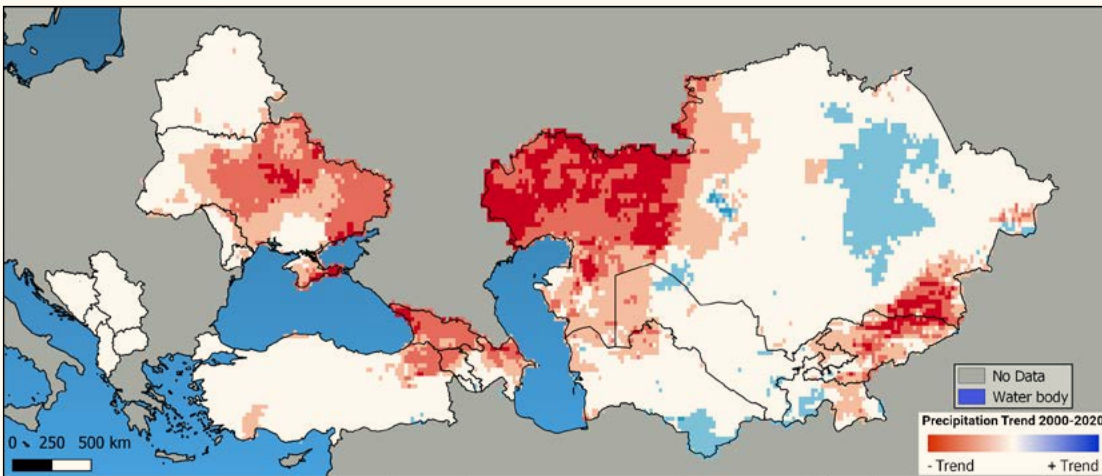 No Data
Water body
Precipitation Trend 2000-2020
- Trend + Trend
0 250 500 km